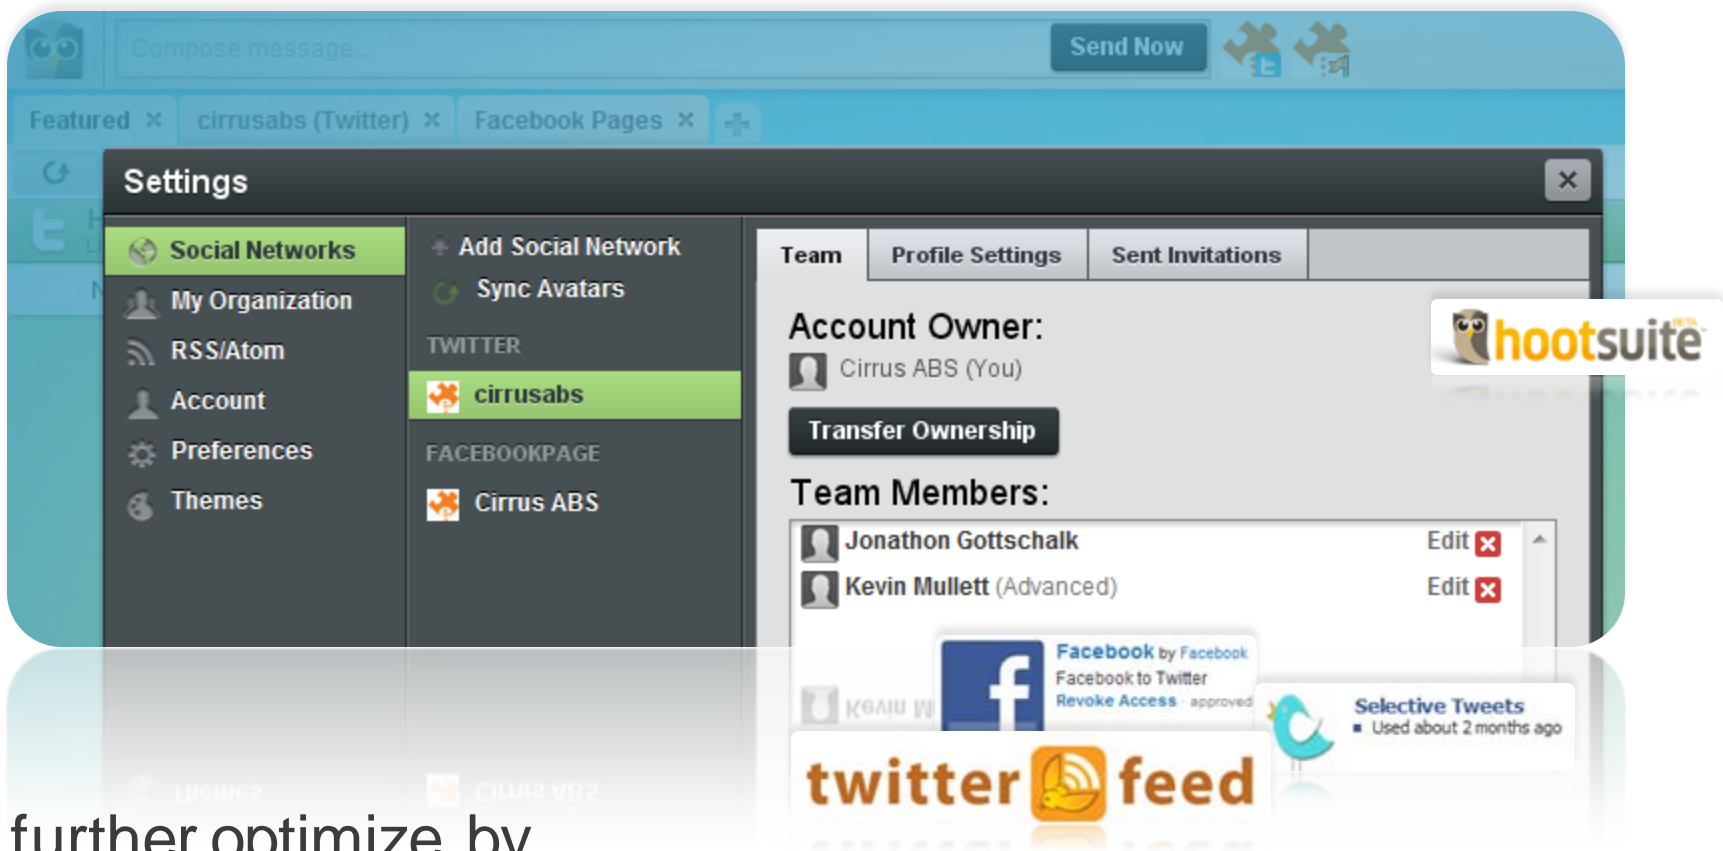 Compose message...
Send Now
Featured
cirrusabs (Twitter)
Facebook Pages
Settings
Social Networks
My Organization
RSS/Atom
Account
Preferences
Themes
Add Social Network
Sync Avatars
TWITTER
cirrusabs
FACEBOOKPAGE
Cirrus ABS
Team
Profile Settings
Sent Invitations
Account Owner:
Cirrus ABS (You)
Transfer Ownership
Team Members:
Jonathon Gottschalk
Edit
Kevin Mullett (Advanced)
Edit
hootsuite
BETA
Facebook by Facebook
Facebook to Twitter
Revoke Access - approved
Selective Tweets
Used about 2 months ago
twitter feed
further optimize by